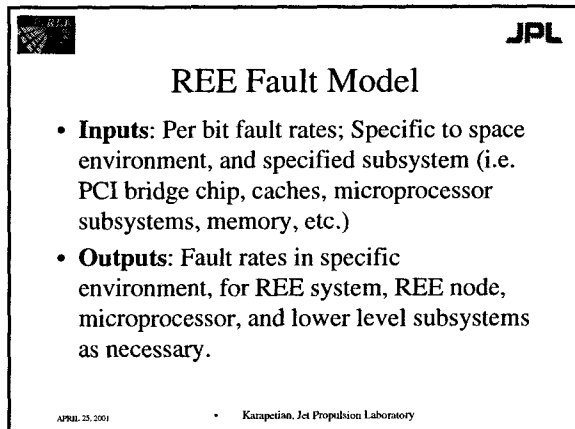 REE
JPL
REE Fault Model
• Inputs: Per bit fault rates; Specific to space
environment, and specified subsystem (i.e.
PCI bridge chip, caches, microprocessor
subsystems, memory, etc.)
• Outputs: Fault rates in specific
environment, for REE system, REE node,
microprocessor, and lower level subsystems
as necessary.
APRIL 25, 2001 • Karapetian, Jet Propulsion Laboratory